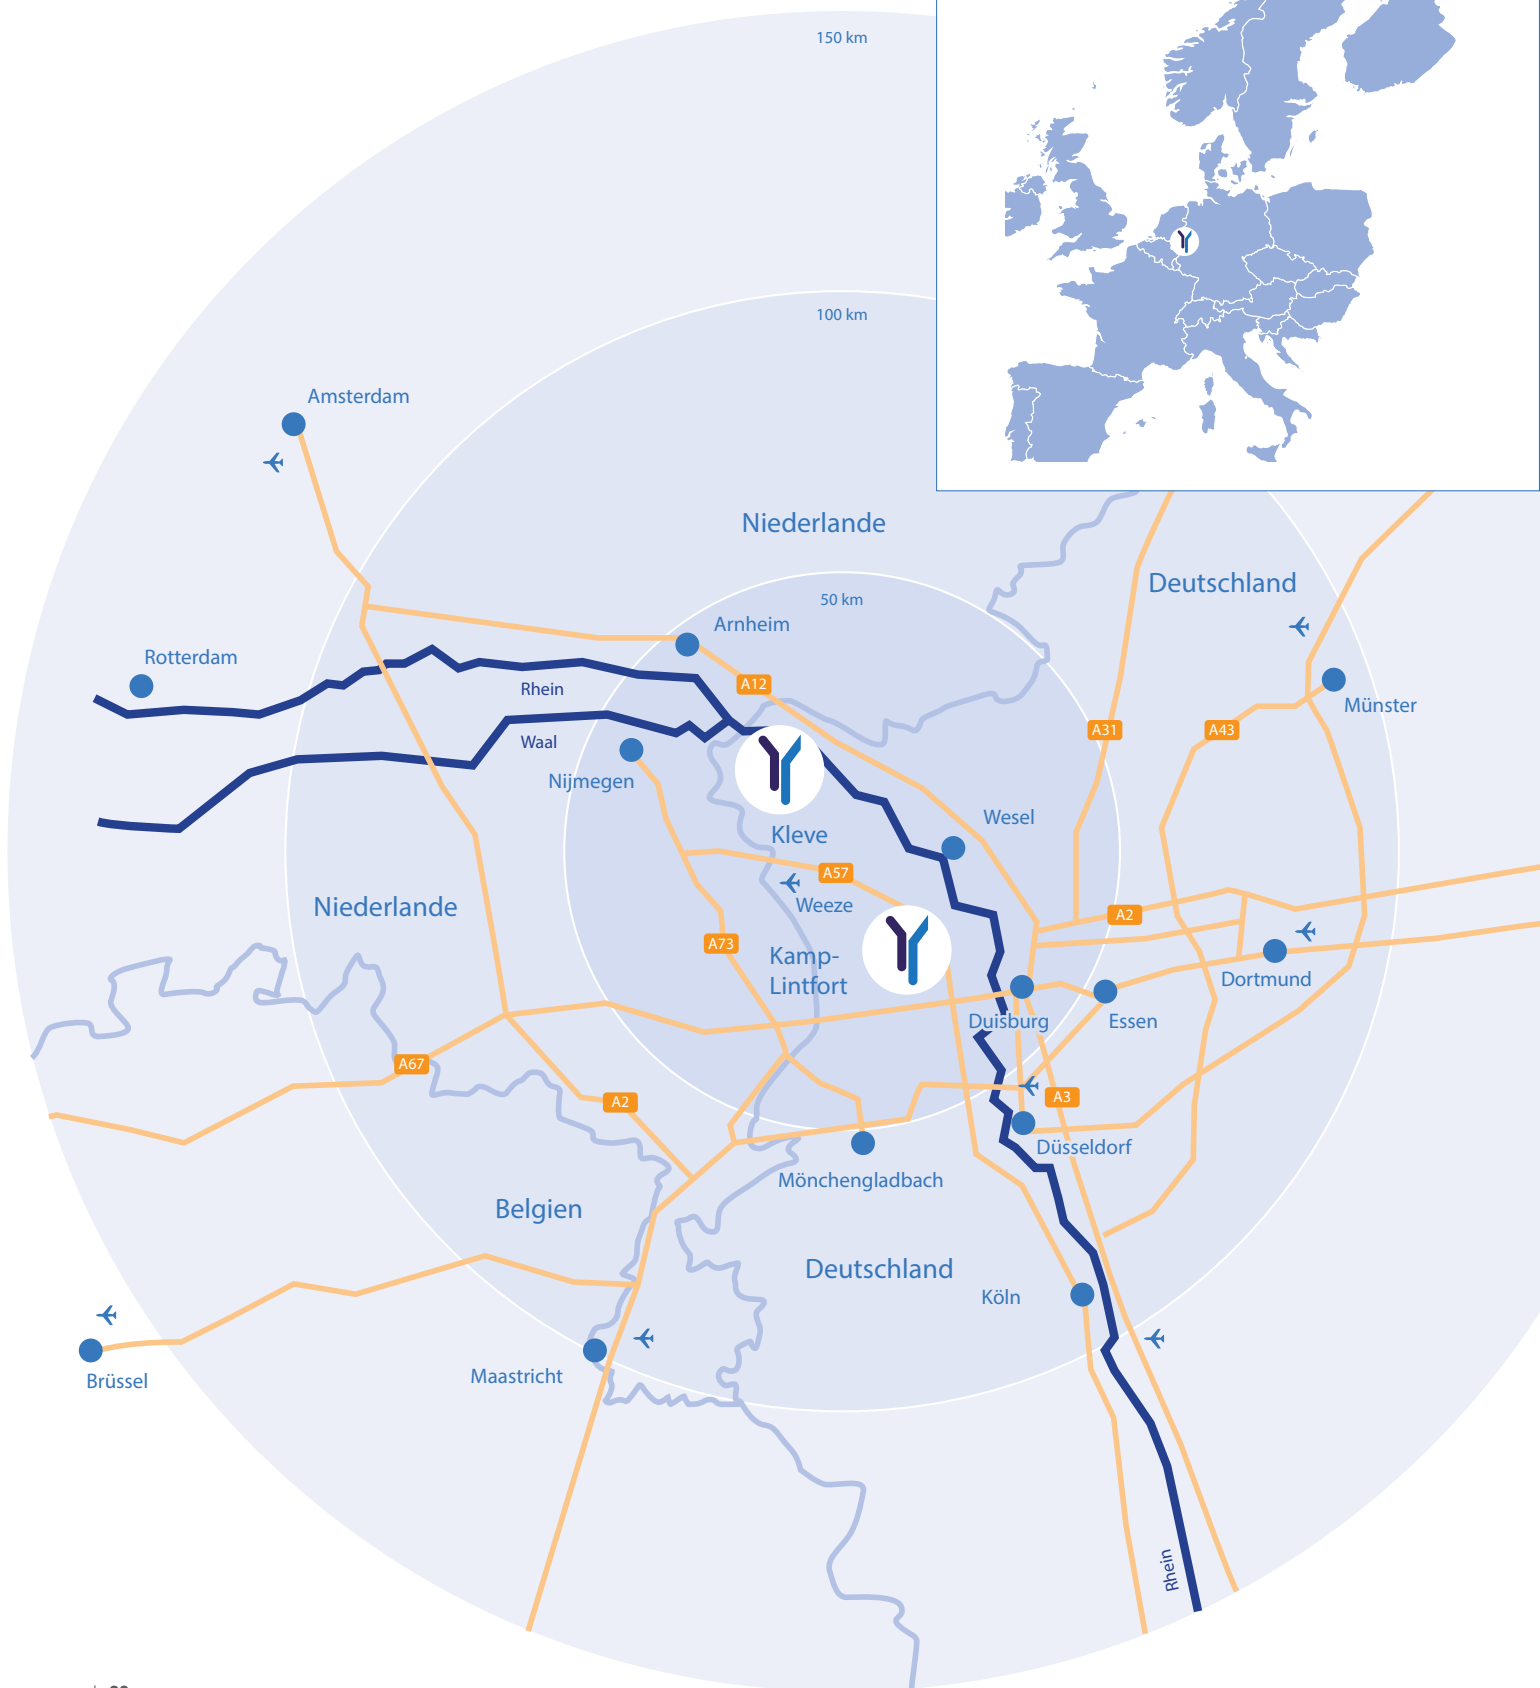 150 km
100 km
Amsterdam
Niederlande
Deutschland
50 km
Arnheim
Rotterdam
A12
Rhein
Münster
A31
A43
Waal
Nijmegen
Wesel
Kleve
A57
Weeze
Niederlande
A2
A73
Kamp-
Lintfort
Dortmund
Duisburg
Essen
A67
A2
A3
Düsseldorf
Mönchengladbach
Belgien
Deutschland
Köln
Maastricht
Brüssel
Rhein